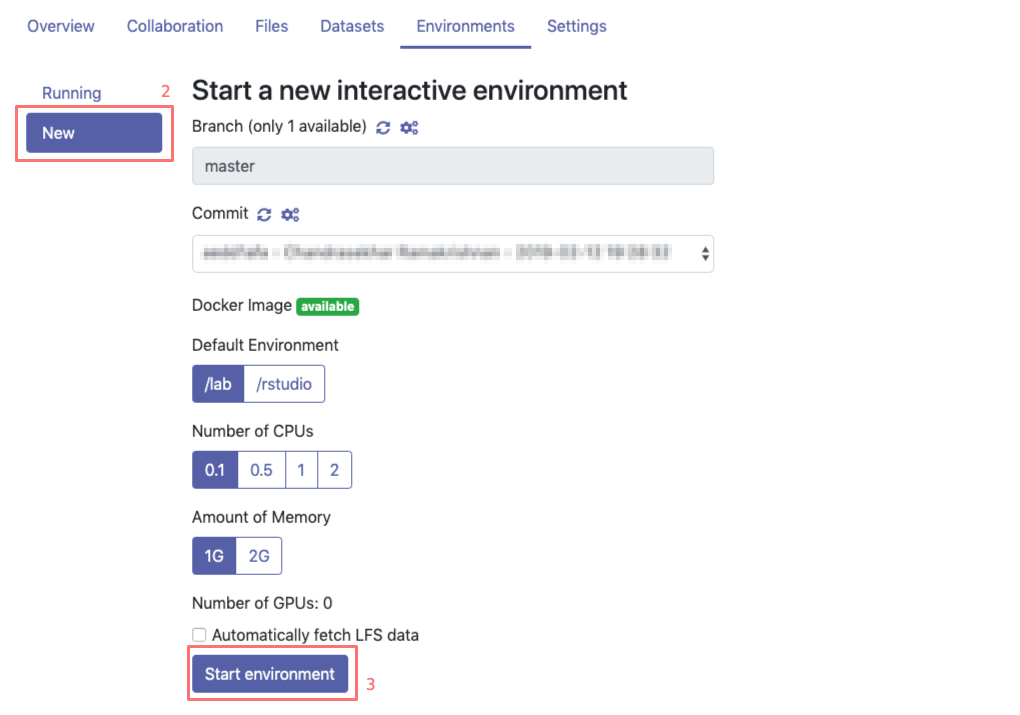 Overview Collaboration Files Datasets Environments Settings
Running
2
New
Start a new interactive environment
Branch (only 1 available)
master
Commit
Docker Image available
Default Environment
/lab /rstudio
Number of CPUs
0.1 0.5 1 2
Amount of Memory
1G 2G
Number of GPUs: 0
Automatically fetch LFS data
Start environment
3